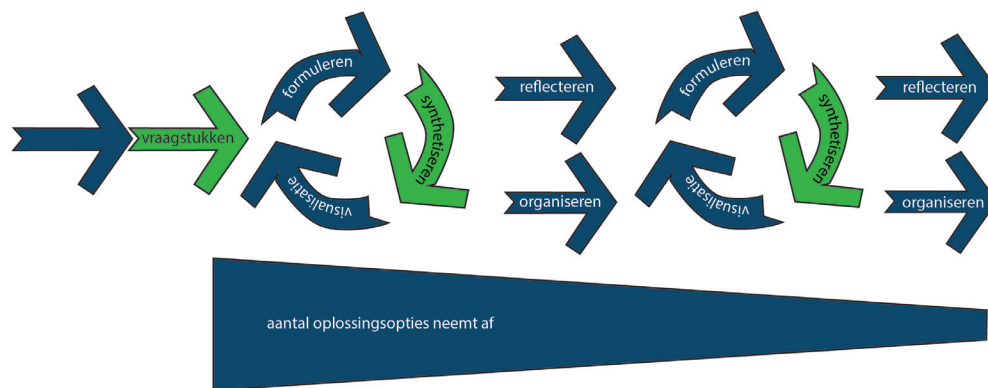 vraagstukken
formuleren
synthetiseren
visualisatie
reflecteren
organiseren
formuleren
synthetiseren
visualisatie
reflecteren
organiseren
aantal oplossingsopties neemt af